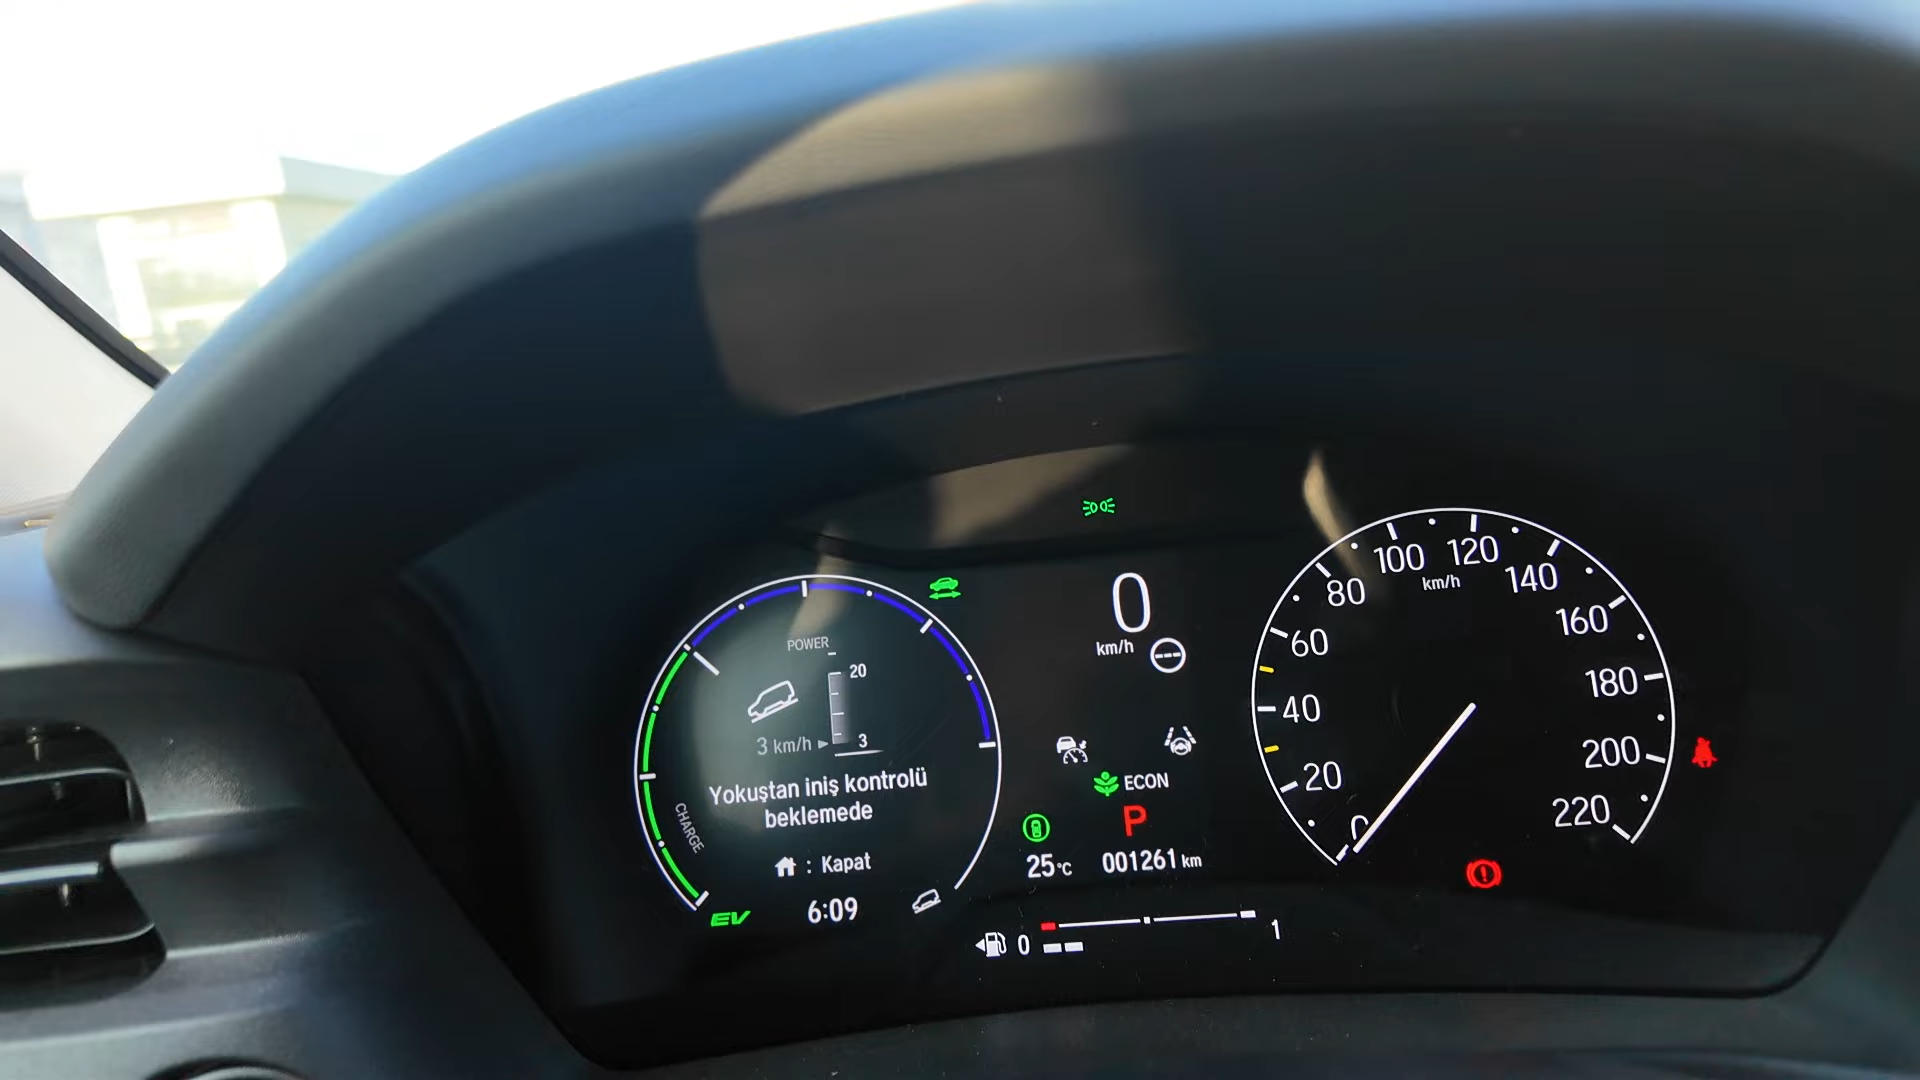 0
km/h
POWER
20
3 km/h
3
Yokuştan iniş kontrolü
beklemede
CHARGE
: Kapat
EV
6:09
ECON
P
25°C
001261 km
0
1
0
20
40
60
80
100
120
140
160
180
200
220
km/h